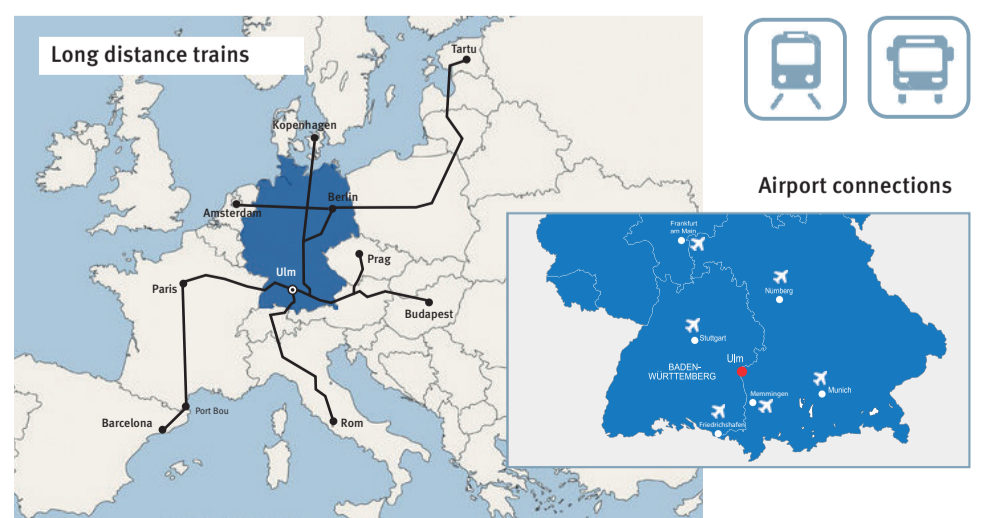 Long distance trains
Tartu
Kopenhagen
Berlin
Amsterdam
Prag
Ulm
Paris
Budapest
Port Bou
Barcelona
Rom
Airport connections
Frankfurt
am Main
Nürnberg
Stuttgart
Ulm
BADEN-
WÜRTTEMBERG
Memmingen
Munich
Friedrichshafen